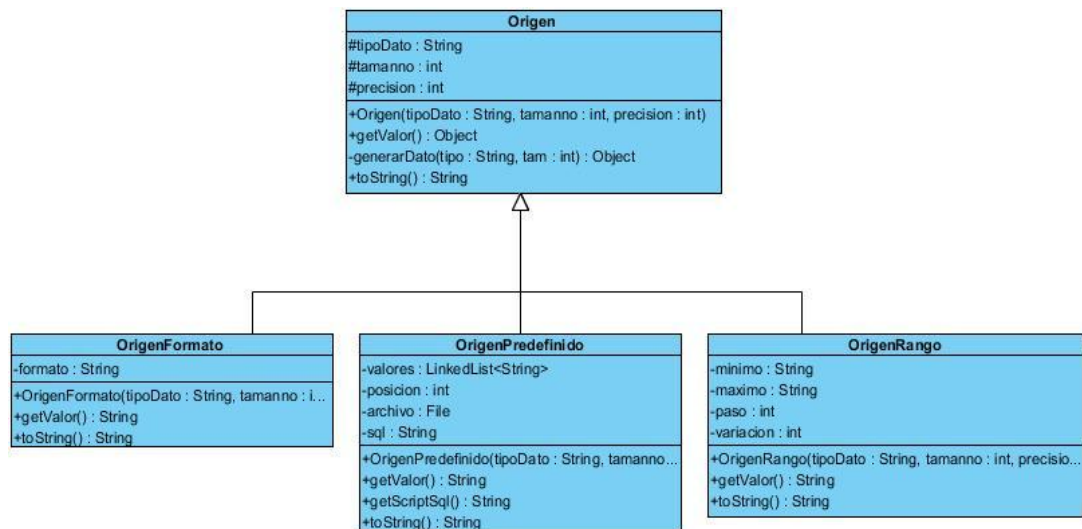 Origen
#tipoDato : String
#tamanno : int
#precision : int
+Origen(tipoDato : String, tamanno : int, precision : int)
+getValor() : Object
-generarDato(tipo : String, tam : int) : Object
+toString() : String
OrigenFormato
-formato : String
+OrigenFormato(tipoDato : String, tamanno : i...
+getValor() : String
+toString() : String
OrigenPredefinido
-valores : LinkedList<String>
-posicion : int
-archivo : File
-sql : String
+OrigenPredefinido(tipoDato : String, tamanno...
+getValor() : String
+getScriptSql() : String
+toString() : String
OrigenRango
-minimo : String
-maximo : String
-paso : int
-variacion : int
+OrigenRango(tipoDato : String, tamanno : int, precisio...
+getValor() : String
+toString() : String